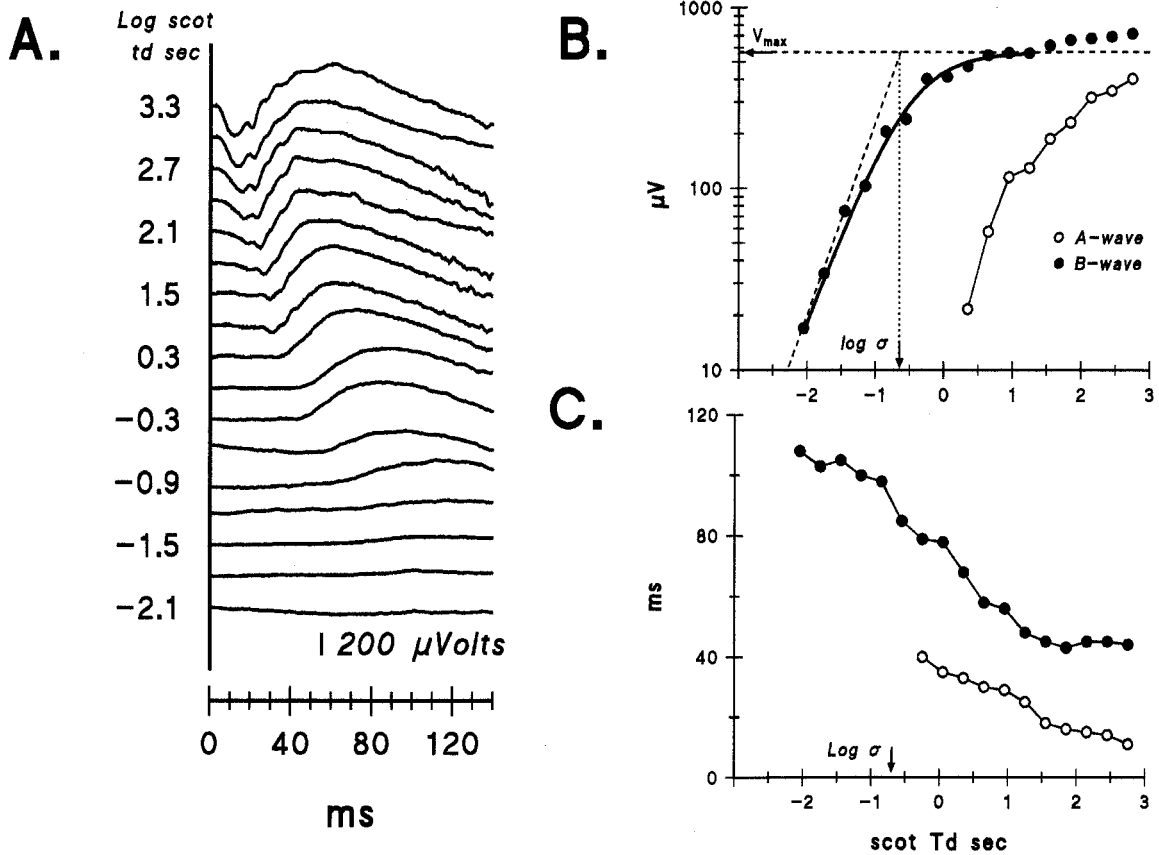 A.
Log scot
td sec
3.3
2.7
2.1
1.5
0.3
−0.3
−0.9
−1.5
−2.1
200 µVolts
0 40 80 120
ms
B.
1000
100
10
µV
Vmax
log σ
A-wave
B-wave
−2 −1 0 1 2 3
C.
120
80
40
0
ms
Log σ
−2 −1 0 1 2 3
scot Td sec